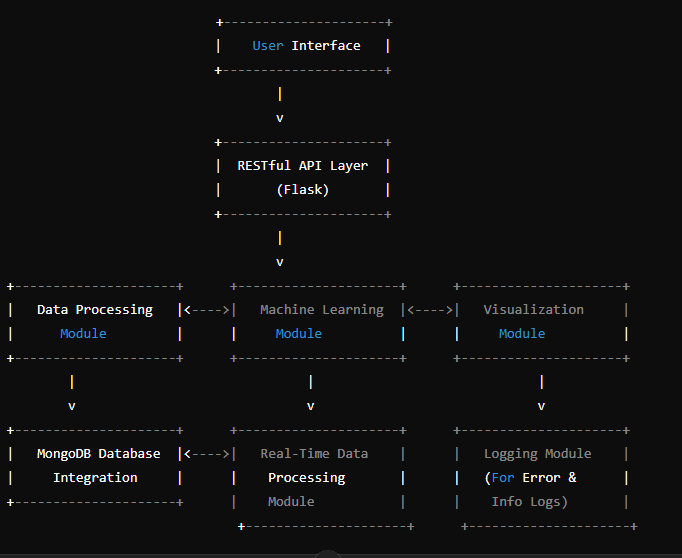 +---------------------+
|    User Interface   |
+---------------------+
|
v
+---------------------+
|  RESTful API Layer  |
|       (Flask)       |
+---------------------+
|
v
+---------------------+      +---------------------+      +---------------------+
|   Data Processing   |<---->|   Machine Learning  |<---->|   Visualization     |
|      Module         |      |     Module          |      |     Module          |
+---------------------+      +---------------------+      +---------------------+
|                              |                             |
v                              v                             v
+---------------------+      +---------------------+      +---------------------+
|   MongoDB Database  |<---->|   Real-Time Data    |      |   Logging Module    |
|     Integration     |      |    Processing       |      |   (For Error &      |
+---------------------+      |    Module           |      |    Info Logs)       |
+---------------------+      +---------------------+